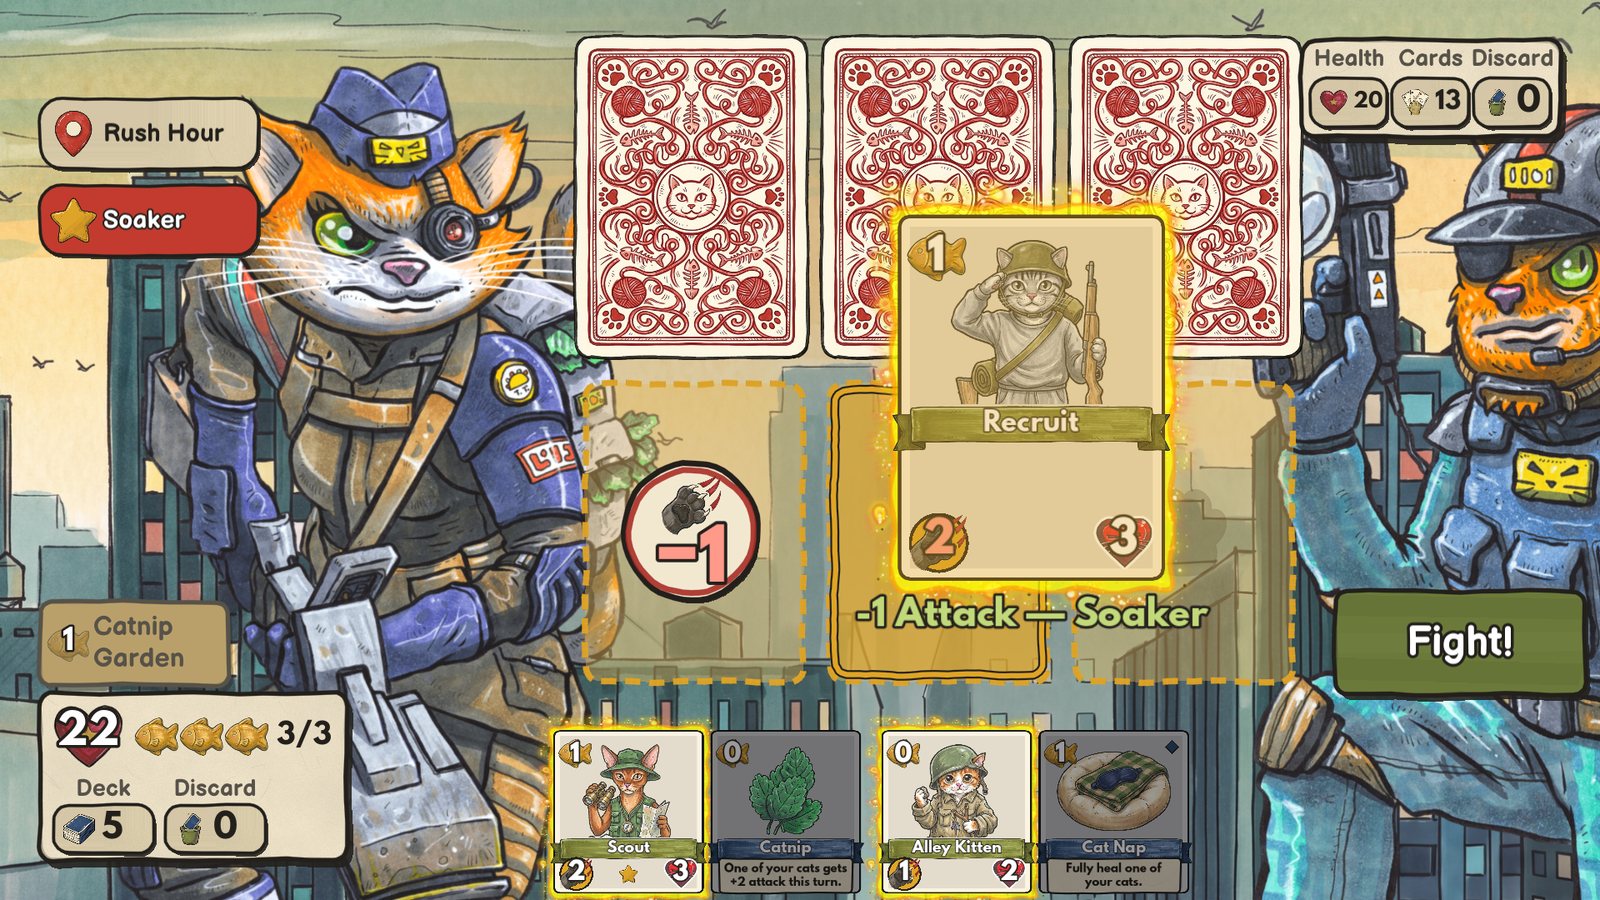 Health Cards Discard
20 13 0
Rush Hour
Soaker
1101
1
Recruit
2 3
-1
-1 Attack — Soaker
Fight!
1 Catnip
Garden
22 3/3
Deck Discard
5 0
1
Scout
2 3
0
Catnip
One of your cats gets
+2 attack this turn.
0
Alley Kitten
1 2
1
Cat Nap
Fully heal one of
your cats.